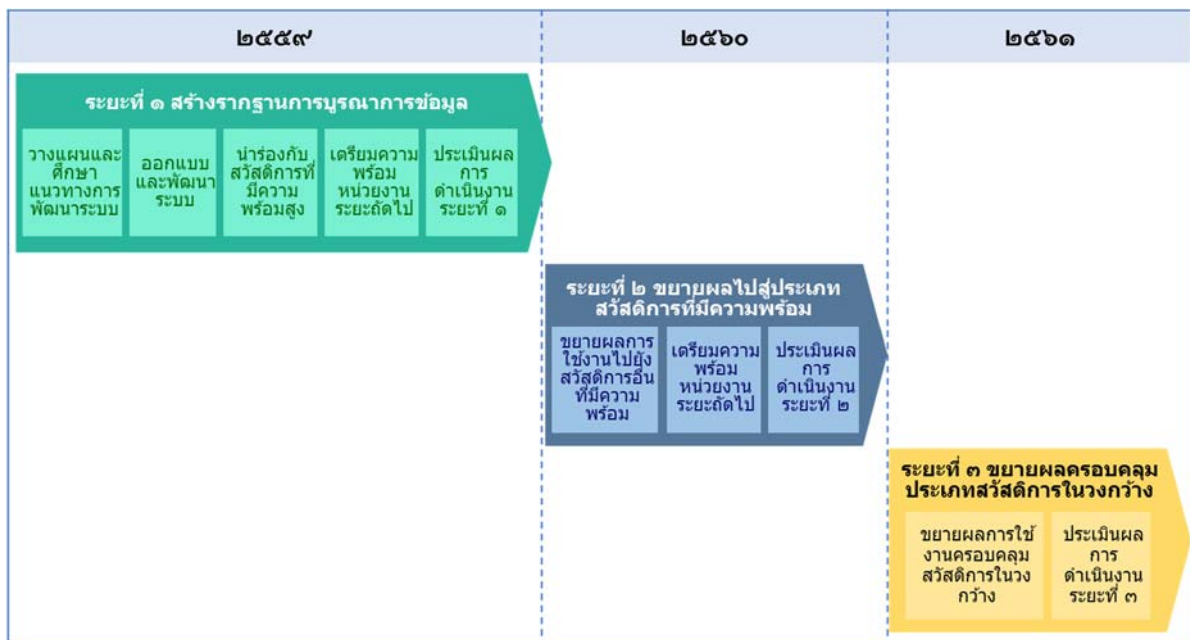 ๒๕๕๙
๒๕๖๐
๒๕๖๑
ระยะที่ ๑ สร้างรากฐานการบูรณาการข้อมูล
วางแผนและ
ศึกษา
แนวทางการ
พัฒนาระบบ
ออกแบบ
และพัฒนา
ระบบ
นำร่องกับ
สวัสดิการที่
มีความ
พร้อมสูง
เตรียมความ
พร้อม
หน่วยงาน
ระยะถัดไป
ประเมินผล
การ
ดำเนินงาน
ระยะที่ ๑
ระยะที่ ๒ ขยายผลไปสู่ประเภท
สวัสดิการที่มีความพร้อม
ขยายผลการ
ใช้งานไปยัง
สวัสดิการอื่น
ที่มีความ
พร้อม
เตรียมความ
พร้อม
หน่วยงาน
ระยะถัดไป
ประเมินผล
การ
ดำเนินงาน
ระยะที่ ๒
ระยะที่ ๓ ขยายผลครอบคลุม
ประเภทสวัสดิการในวงกว้าง
ขยายผลการใช้
งานครอบคลุม
สวัสดิการในวง
กว้าง
ประเมินผล
การ
ดำเนินงาน
ระยะที่ ๓